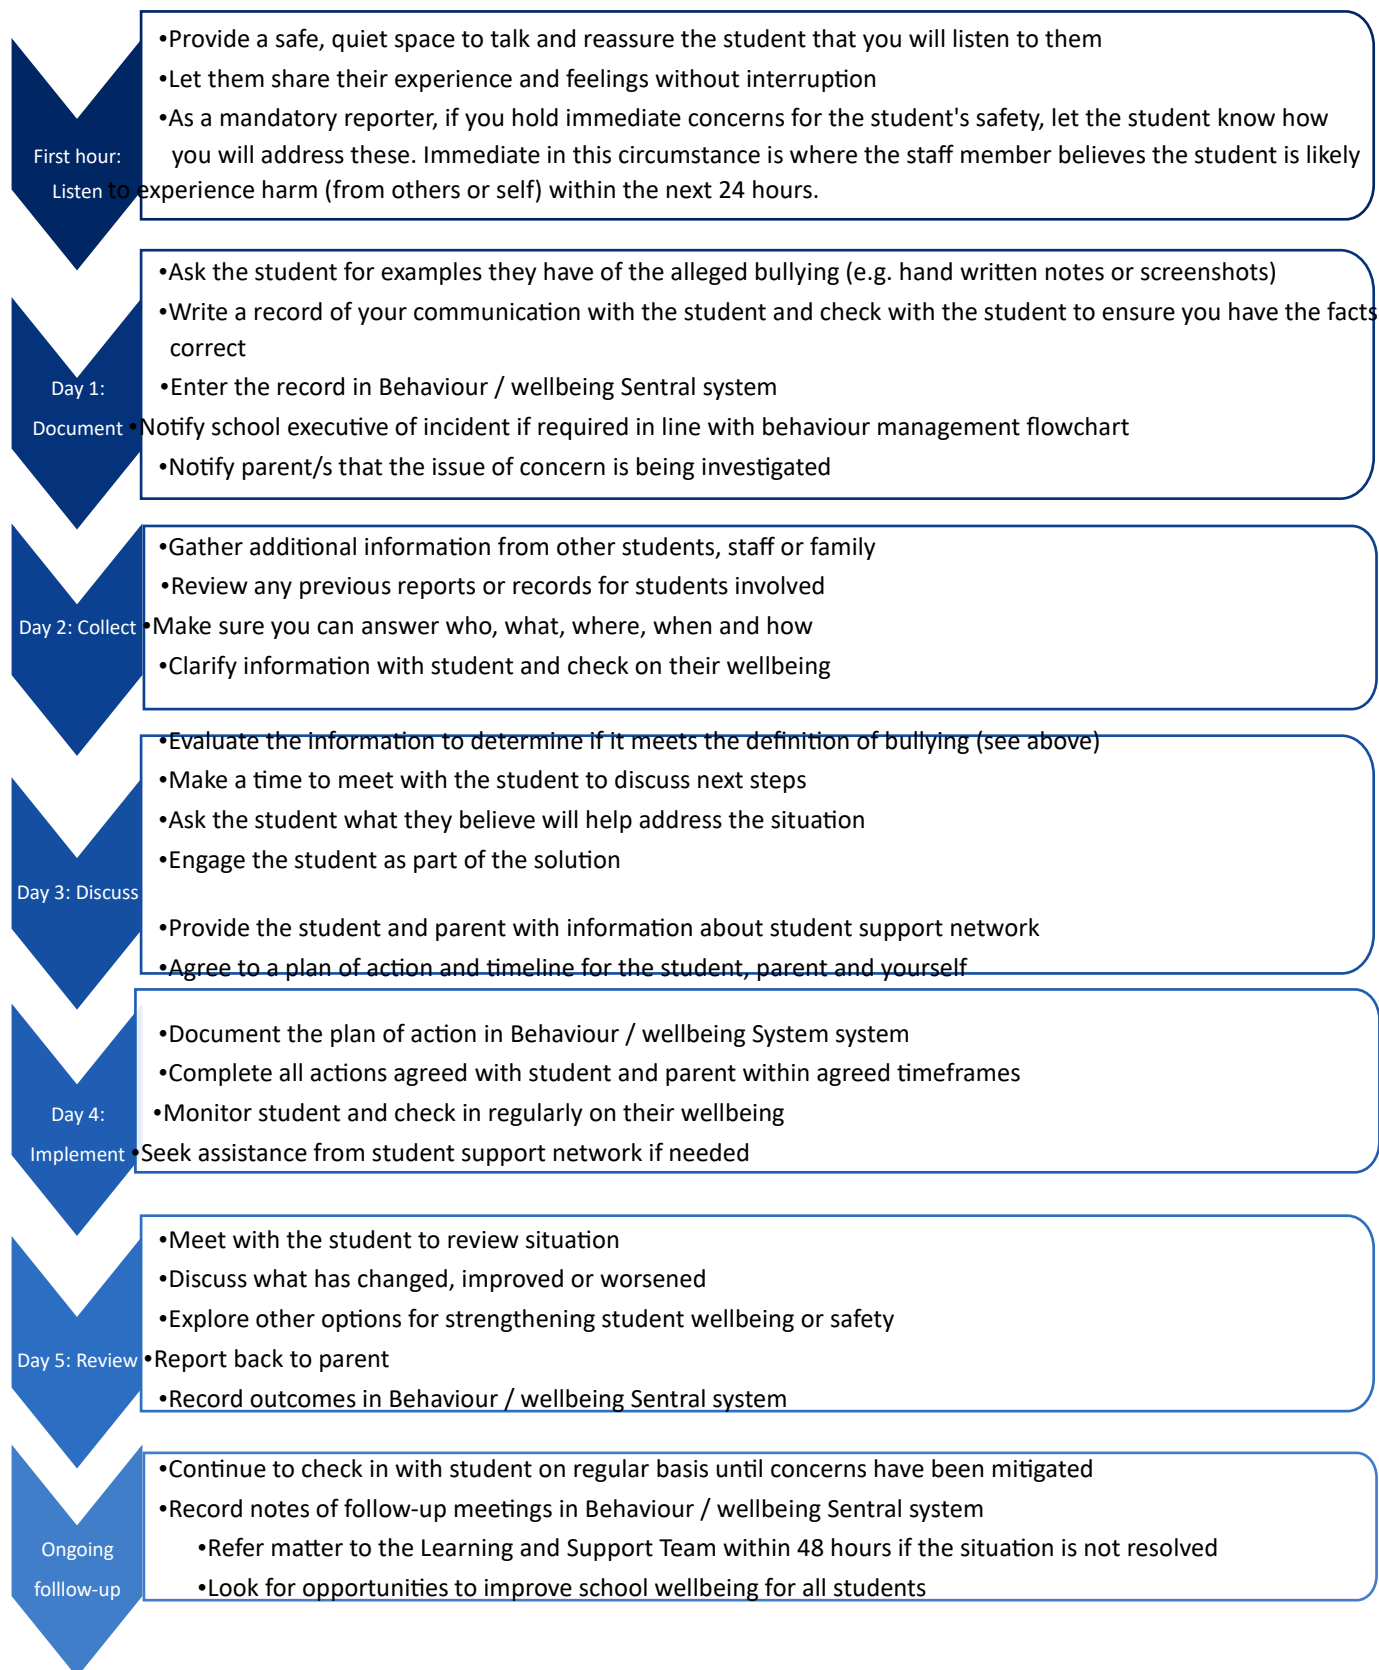 First hour:
Listen
•Provide a safe, quiet space to talk and reassure the student that you will listen to them
•Let them share their experience and feelings without interruption
•As a mandatory reporter, if you hold immediate concerns for the student's safety, let the student know how
you will address these. Immediate in this circumstance is where the staff member believes the student is likely
to experience harm (from others or self) within the next 24 hours.
Day 1:
Document
•Ask the student for examples they have of the alleged bullying (e.g. hand written notes or screenshots)
•Write a record of your communication with the student and check with the student to ensure you have the facts
correct
•Enter the record in Behaviour / wellbeing Sentral system
•Notify school executive of incident if required in line with behaviour management flowchart
•Notify parent/s that the issue of concern is being investigated
Day 2: Collect
•Gather additional information from other students, staff or family
•Review any previous reports or records for students involved
•Make sure you can answer who, what, where, when and how
•Clarify information with student and check on their wellbeing
Day 3: Discuss
•Evaluate the information to determine if it meets the definition of bullying (see above)
•Make a time to meet with the student to discuss next steps
•Ask the student what they believe will help address the situation
•Engage the student as part of the solution
•Provide the student and parent with information about student support network
•Agree to a plan of action and timeline for the student, parent and yourself
Day 4:
Implement
•Document the plan of action in Behaviour / wellbeing System system
•Complete all actions agreed with student and parent within agreed timeframes
•Monitor student and check in regularly on their wellbeing
•Seek assistance from student support network if needed
Day 5: Review
•Meet with the student to review situation
•Discuss what has changed, improved or worsened
•Explore other options for strengthening student wellbeing or safety
•Report back to parent
•Record outcomes in Behaviour / wellbeing Sentral system
Ongoing
folllow-up
•Continue to check in with student on regular basis until concerns have been mitigated
•Record notes of follow-up meetings in Behaviour / wellbeing Sentral system
•Refer matter to the Learning and Support Team within 48 hours if the situation is not resolved
•Look for opportunities to improve school wellbeing for all students